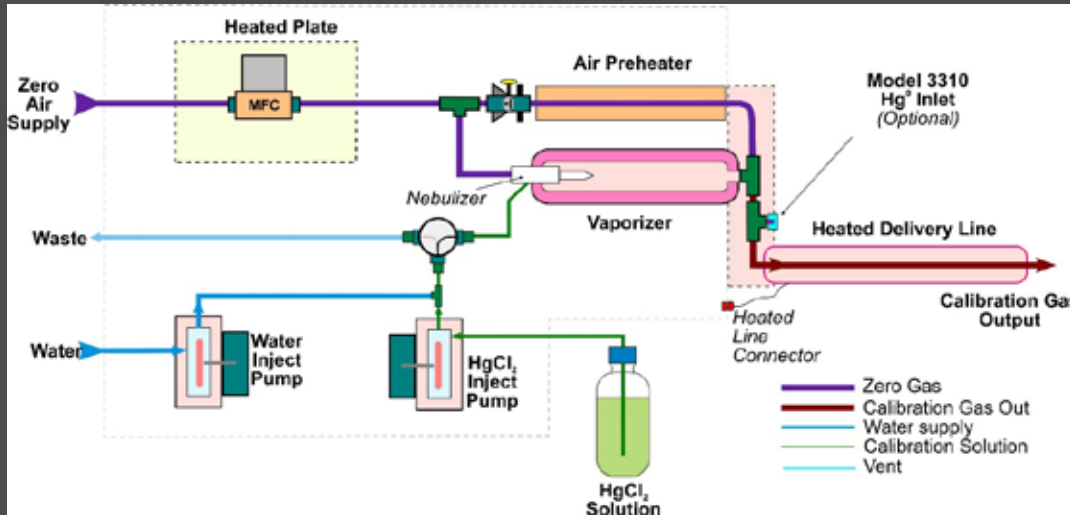 Heated Plate
Zero
Air
Supply
MFC
Air Preheater
Model 3310
Hg⁰ Inlet
(Optional)
Nebulizer
Vaporizer
Waste
Heated Delivery Line
Calibration Gas
Output
Heated
Line
Connector
Water
Water
Inject
Pump
HgCl₂
Inject
Pump
HgCl₂
Solution
Zero Gas
Calibration Gas Out
Water supply
Calibration Solution
Vent